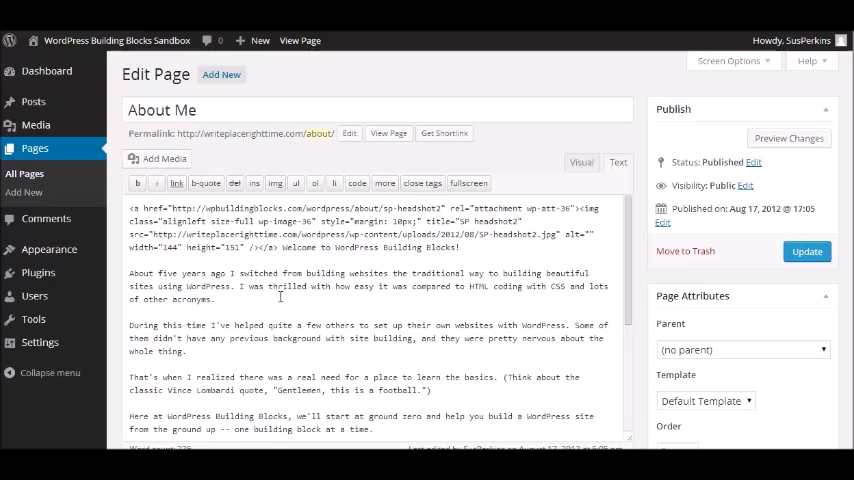 WordPress Building Blocks Sandbox 0 New View Page Howdy, SusPerkins
Screen Options Help
Dashboard
Posts
Media
Pages
All Pages
Add New
Comments
Appearance
Plugins
Users
Tools
Settings
Collapse menu
Edit Page Add New
About Me
Permalink: http://writeplacerighttime.com/about/ Edit View Page Get Shortlink
Add Media
Visual Text
b i link b-quote del ins img ul ol li code more close tags fullscreen
<a href="http://wpbuildingblocks.com/wordpress/about/sp-headshot2" rel="attachment wp-att-36"><img
class="alignleft size-full wp-image-36" style="margin: 10px;" title="SP headshot2"
src="http://writeplacerighttime.com/wordpress/wp-content/uploads/2012/08/SP-headshot2.jpg" alt=""
width="144" height="151" /></a> Welcome to WordPress Building Blocks!
About five years ago I switched from building websites the traditional way to building beautiful
sites using WordPress. I was thrilled with how easy it was compared to HTML coding with CSS and lots
of other acronyms.
During this time I've helped quite a few others to set up their own websites with WordPress. Some of
them didn't have any previous background with site building, and they were pretty nervous about the
whole thing.
That's when I realized there was a real need for a place to learn the basics. (Think about the
classic Vince Lombardi quote, "Gentlemen, this is a football.")
Here at WordPress Building Blocks, we'll start at ground zero and help you build a WordPress site
from the ground up -- one building block at a time.
Publish
Preview Changes
Status: Published Edit
Visibility: Public Edit
Published on: Aug 17, 2012 @ 17:05
Edit
Move to Trash Update
Page Attributes
Parent
(no parent)
Template
Default Template
Order